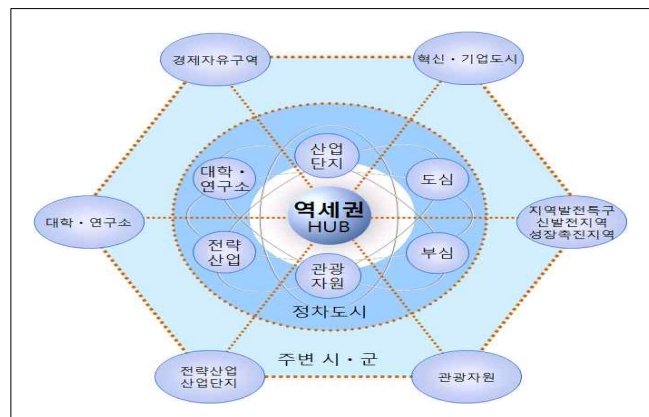 경제자유구역
혁신・기업도시
산업
단지
대학・
연구소
도심
대학・연구소
역세권
HUB
지역발전특구
신발전지역
성장촉진지역
전략
산업
관광
자원
부심
정차도시
주변 시・군
전략산업
산업단지
관광자원